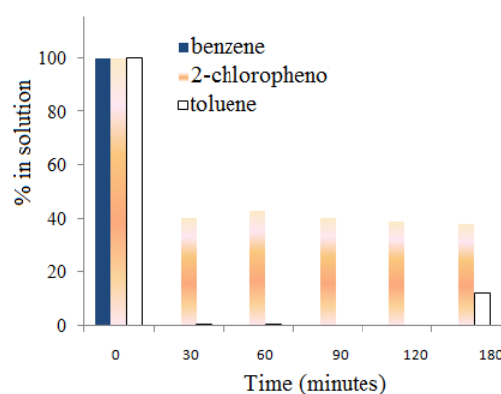 benzene
2-chloropheno
toluene
% in solution
100
80
60
40
20
0
0 30 60 90 120 180
Time (minutes)